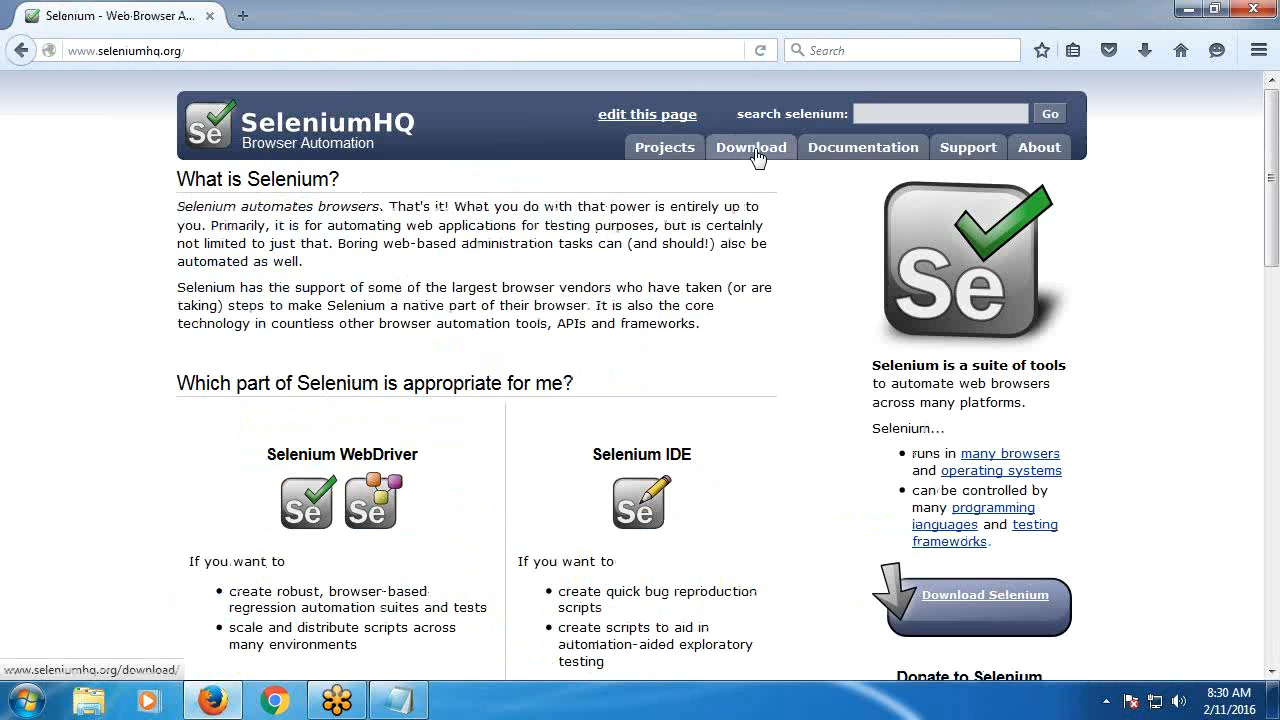 Selenium - Web Browser A...
www.seleniumhq.org/
Search
SeleniumHQ
Browser Automation
edit this page
search selenium:
Go
Projects
Download
Documentation
Support
About
What is Selenium?
Selenium automates browsers. That's it! What you do with that power is entirely up to
you. Primarily, it is for automating web applications for testing purposes, but is certainly
not limited to just that. Boring web-based administration tasks can (and should!) also be
automated as well.
Selenium has the support of some of the largest browser vendors who have taken (or are
taking) steps to make Selenium a native part of their browser. It is also the core
technology in countless other browser automation tools, APIs and frameworks.
Which part of Selenium is appropriate for me?
Selenium WebDriver
Se
Se
If you want to
create robust, browser-based
regression automation suites and tests
scale and distribute scripts across
many environments
Selenium IDE
Se
If you want to
create quick bug reproduction
scripts
create scripts to aid in
automation-aided exploratory
testing
Se
Se
Selenium is a suite of tools
to automate web browsers
across many platforms.
Selenium...
runs in many browsers
and operating systems
can be controlled by
many programming
languages and testing
frameworks.
Download Selenium
Donate to Selenium
www.seleniumhq.org/download/
8:30 AM
2/11/2016